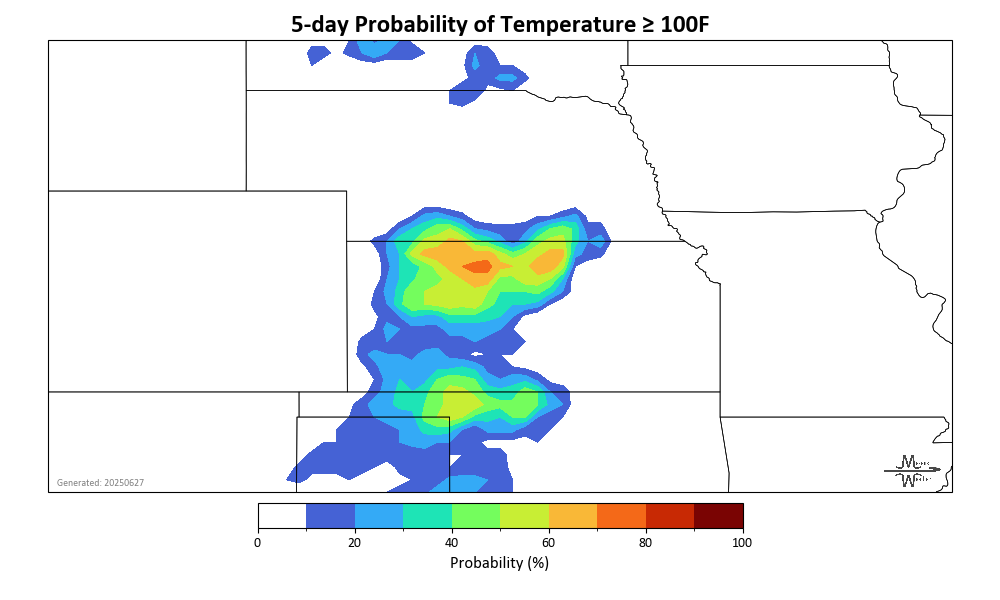 5-day Probability of Temperature ≥ 100F
Generated: 20250627
0 20 40 60 80 100
Probability (%)